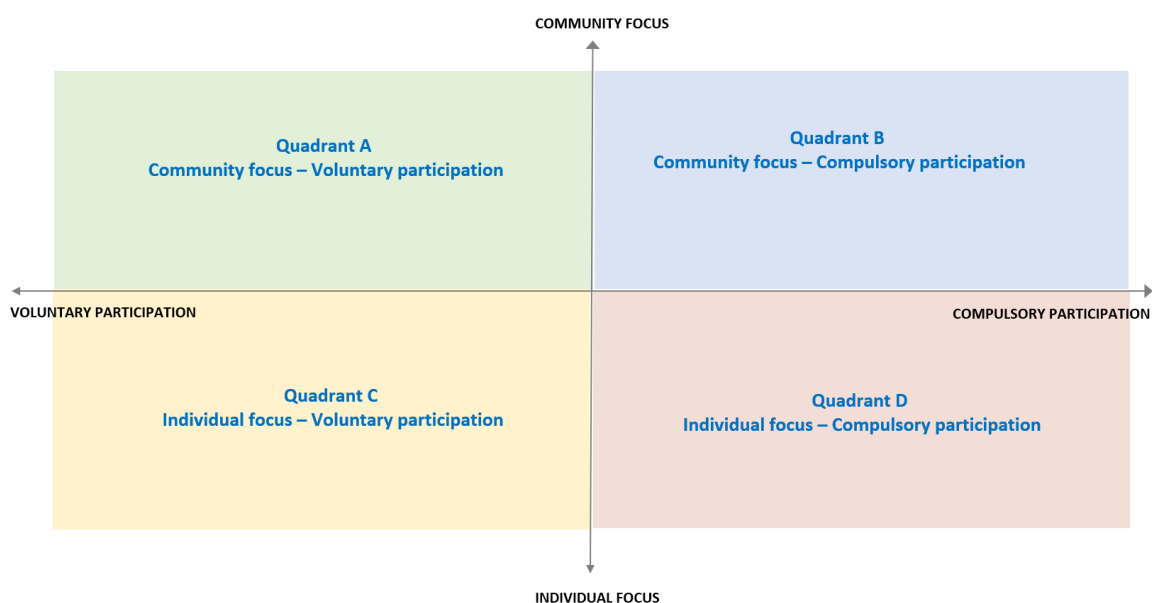 COMMUNITY FOCUS
Quadrant A
Community focus – Voluntary participation
Quadrant B
Community focus – Compulsory participation
VOLUNTARY PARTICIPATION
COMPULSORY PARTICIPATION
Quadrant C
Individual focus – Voluntary participation
Quadrant D
Individual focus – Compulsory participation
INDIVIDUAL FOCUS